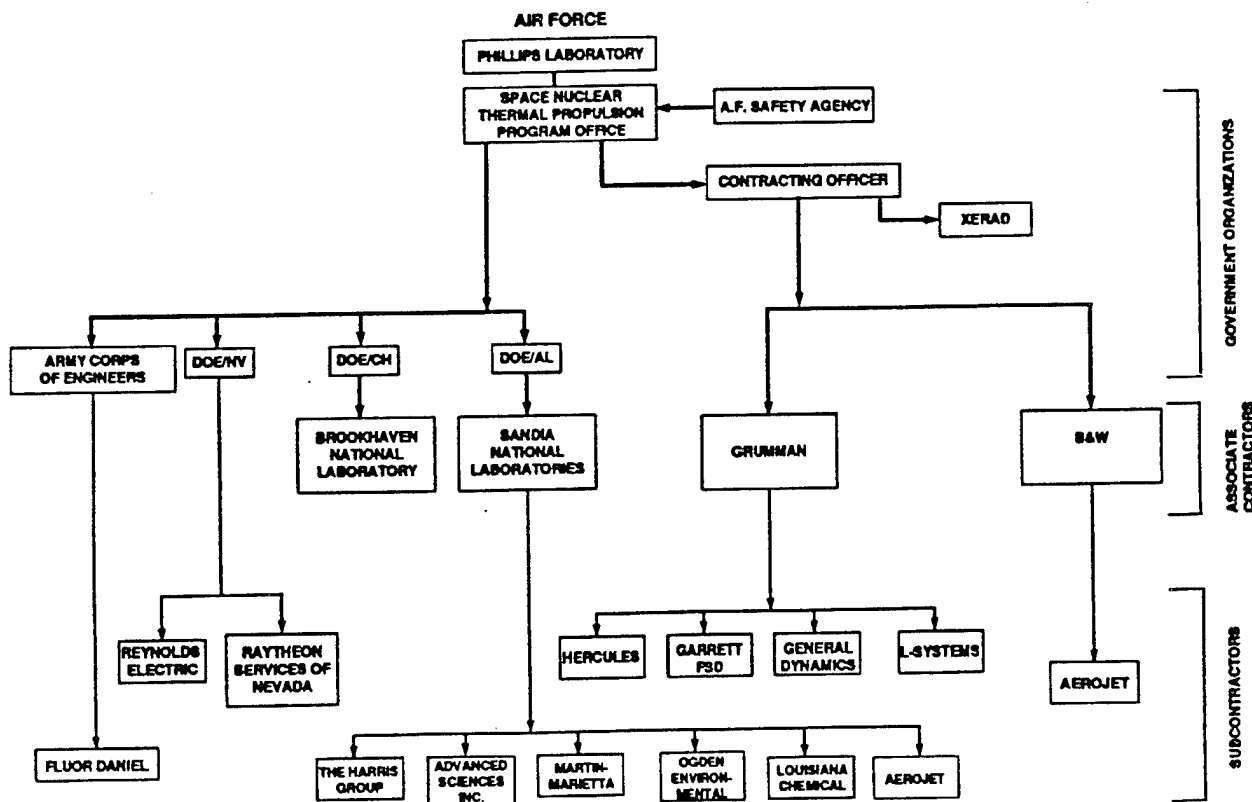 AIR FORCE
PHILLIPS LABORATORY
SPACE NUCLEAR
THERMAL PROPULSION
PROGRAM OFFICE
A.F. SAFETY AGENCY
CONTRACTING OFFICER
XERAD
GOVERNMENT ORGANIZATIONS
ARMY CORPS
OF ENGINEERS
DOE/NV
DOE/CH
DOE/AL
BROOKHAVEN
NATIONAL
LABORATORY
SANDIA
NATIONAL
LABORATORIES
GRUMMAN
B&W
ASSOCIATE
CONTRACTORS
REYNOLDS
ELECTRIC
RAYTHEON
SERVICES OF
NEVADA
HERCULES
GARRETT
FSD
GENERAL
DYNAMICS
L-SYSTEMS
AEROJET
SUBCONTRACTORS
FLUOR DANIEL
THE HARRIS
GROUP
ADVANCED
SCIENCES
INC.
MARTIN-
MARIETTA
OGDEN
ENVIRON-
MENTAL
LOUISIANA
CHEMICAL
AEROJET